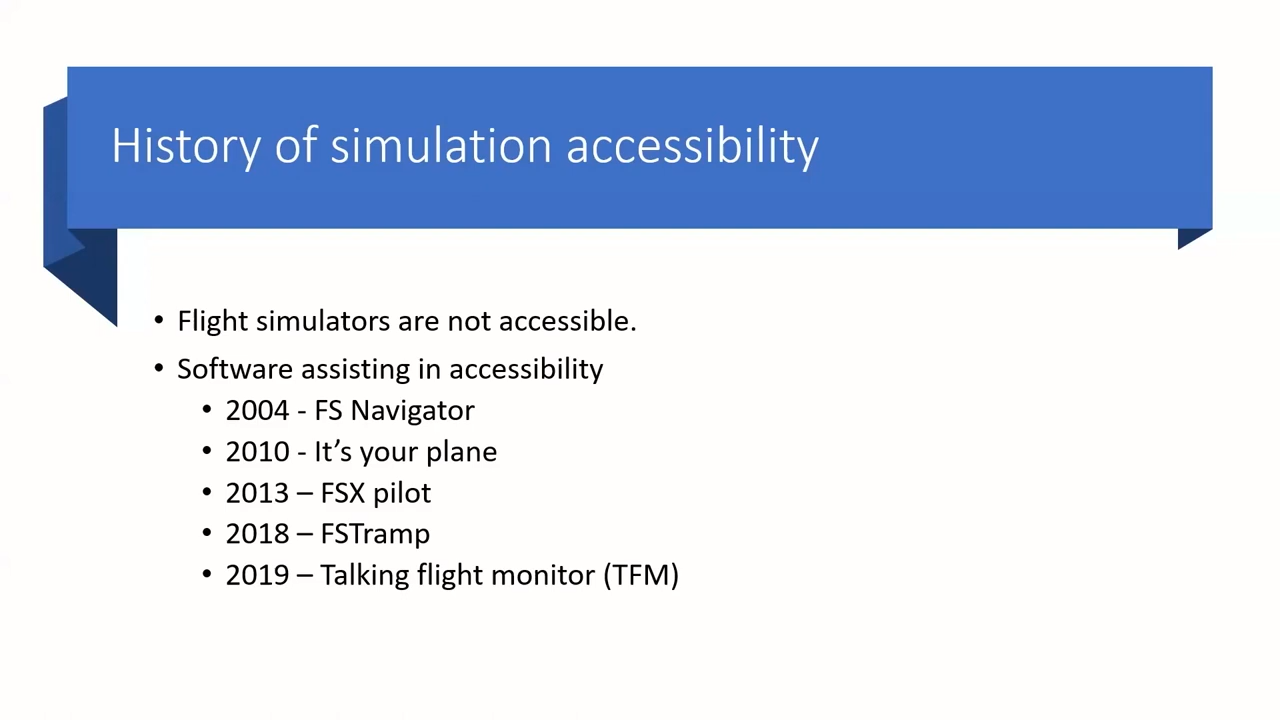 History of simulation accessibility
• Flight simulators are not accessible.
• Software assisting in accessibility
• 2004 - FS Navigator
• 2010 - It’s your plane
• 2013 – FSX pilot
• 2018 – FSTramp
• 2019 – Talking flight monitor (TFM)